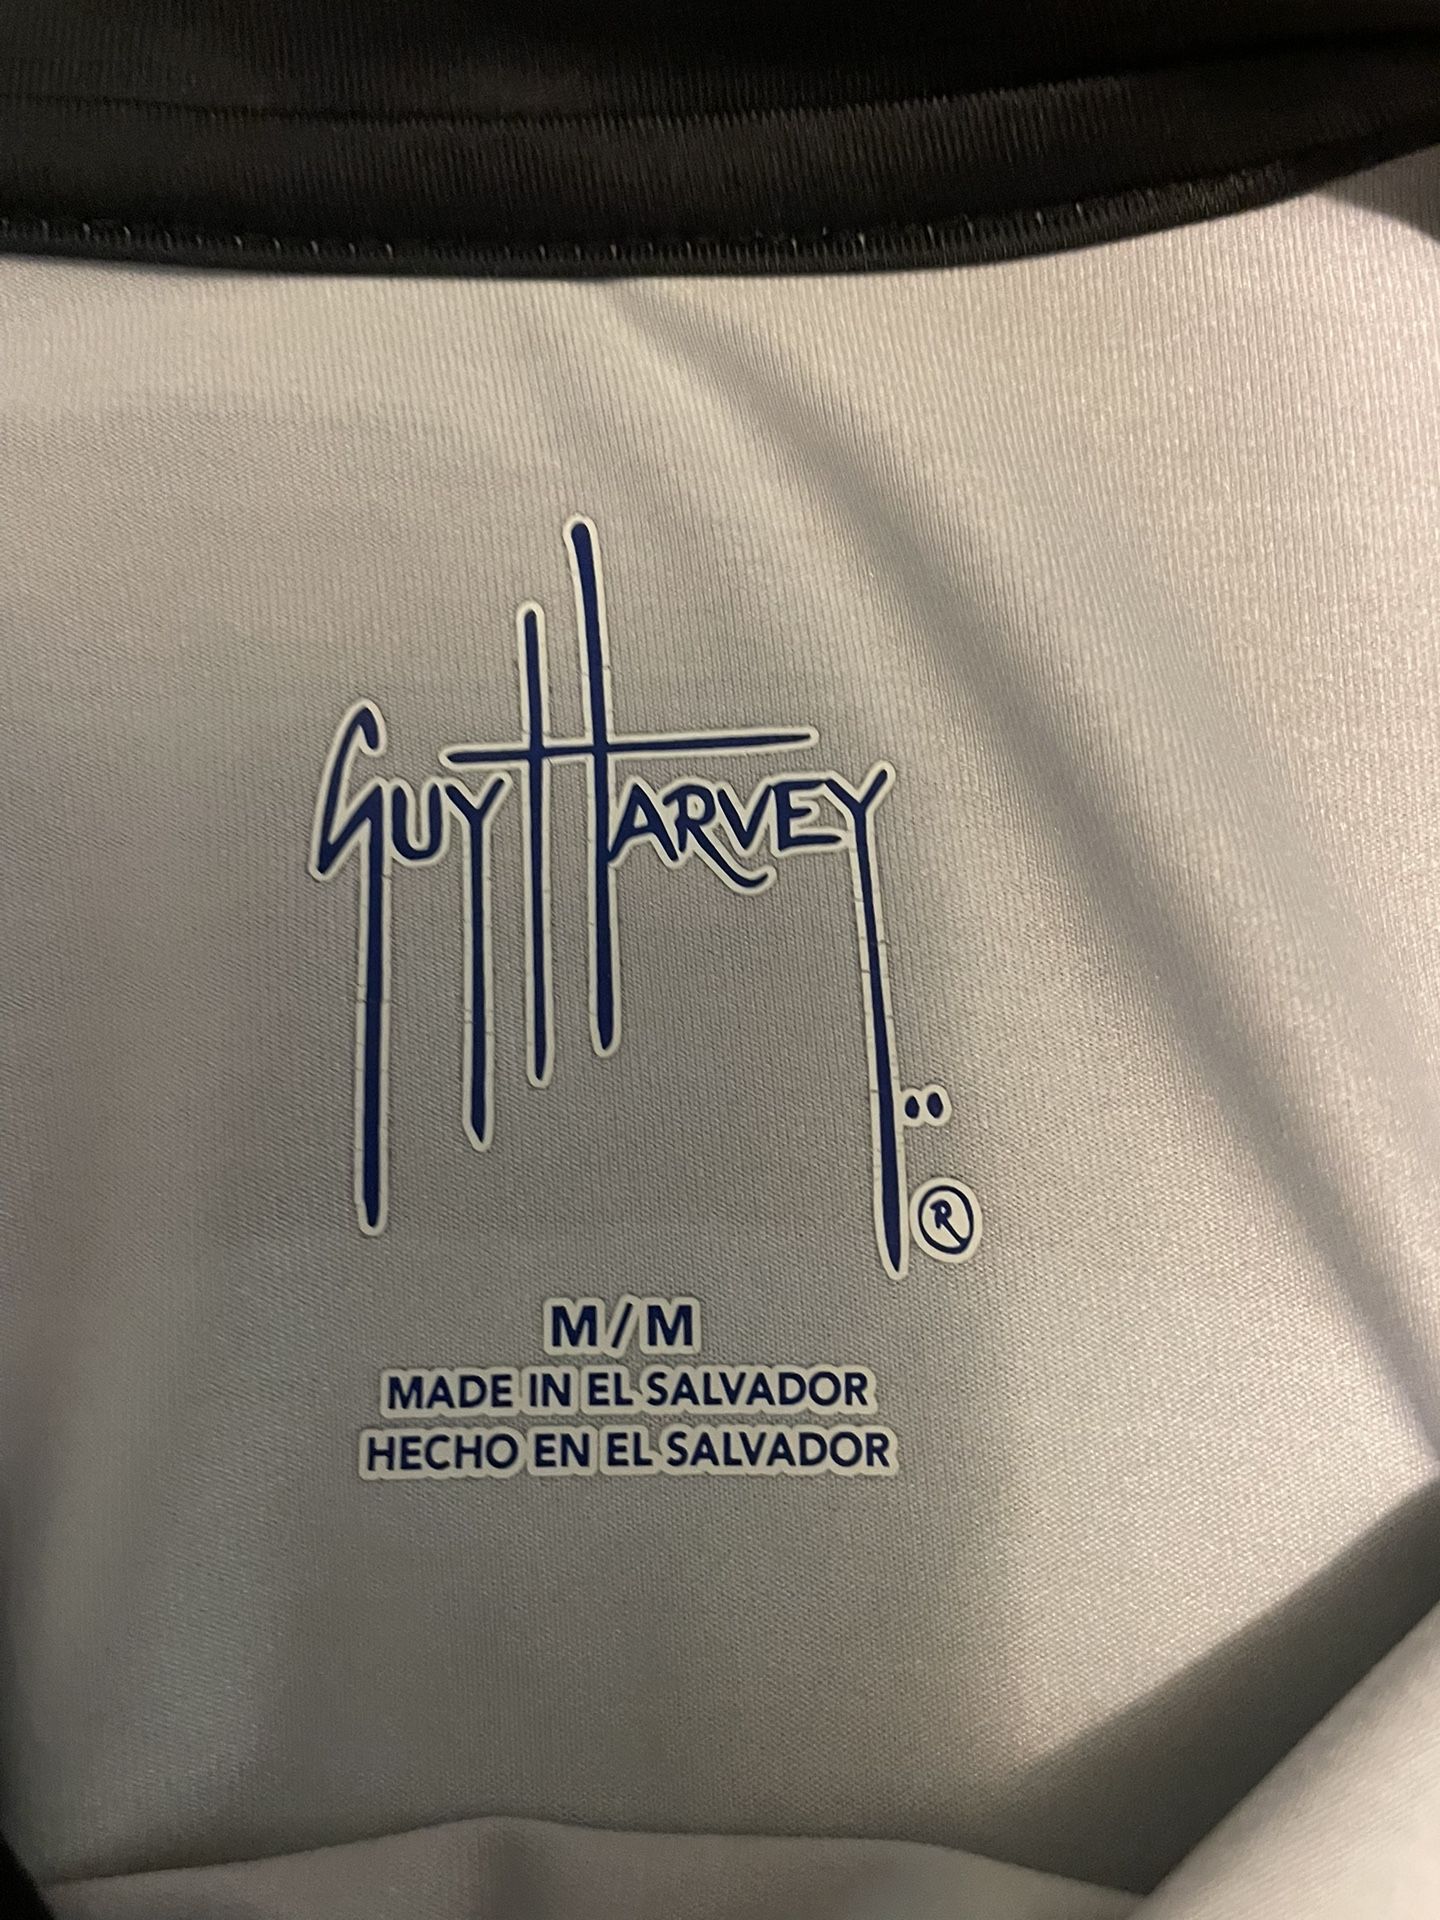 GUY HARVEY
®
M/M
MADE IN EL SALVADOR
HECHO EN EL SALVADOR